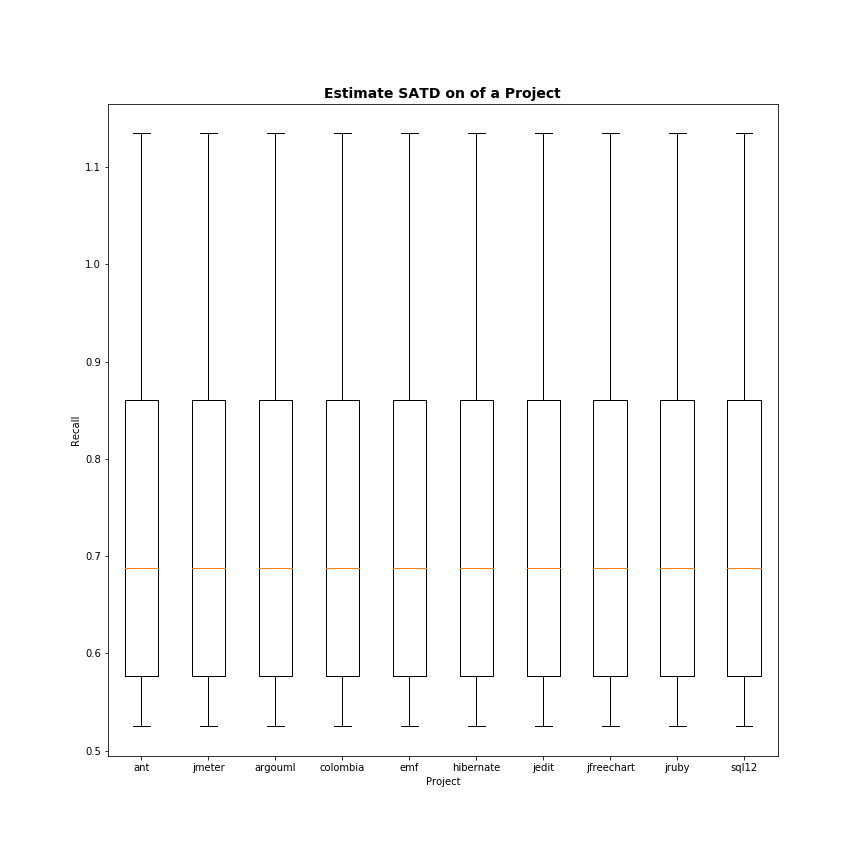 Estimate SATD on of a Project
1.1
1.0
0.9
0.8
0.7
0.6
0.5
Recall
ant jmeter argouml colombia emf hibernate jedit jfreechart jruby sql12
Project